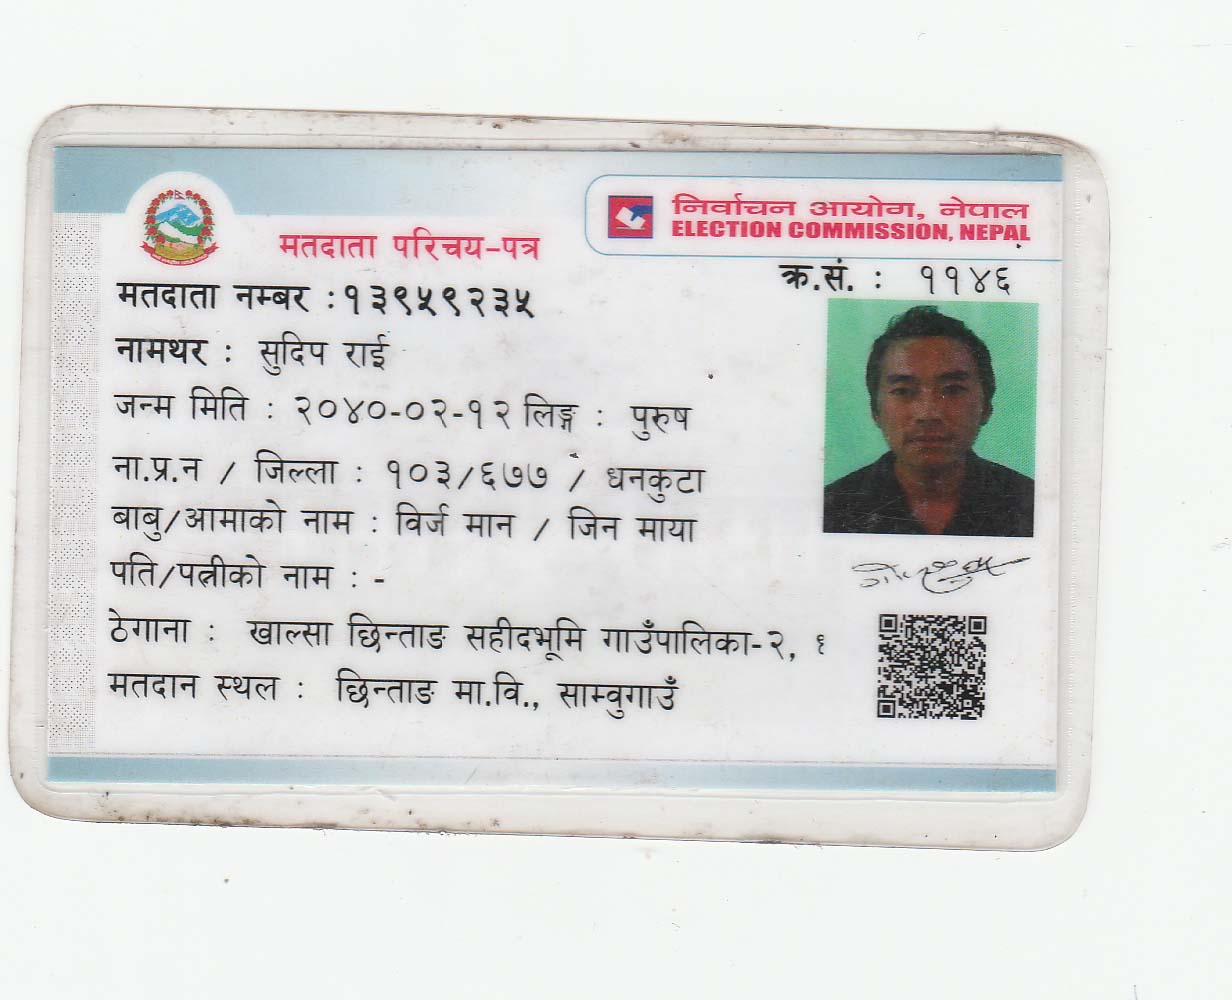 निर्वाचन आयोग, नेपाल
ELECTION COMMISSION, NEPAL
मतदाता परिचय-पत्र
क्र.सं. : ११४६
मतदाता नम्बर :१३९५९२३५
नामथर : सुदिप राई
जन्म मिति : २०४०-०२-१२ लिङ्ग : पुरुष
ना.प्र.न / जिल्ला : १०३/६७७ / धनकुटा
बाबु/आमाको नाम : विर्ज मान / जिन माया
पति/पत्नीको नाम : -
ठेगाना : खाल्सा छिन्ताङ सहीदभूमि गाउँपालिका-२, ६
मतदान स्थल : छिन्ताङ मा.वि., साम्वुगाउँ